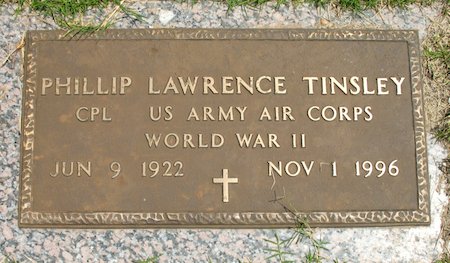 PHILLIP LAWRENCE TINSLEY
CPL US ARMY AIR CORPS
WORLD WAR II
JUN 9 1922 NOV 1 1996